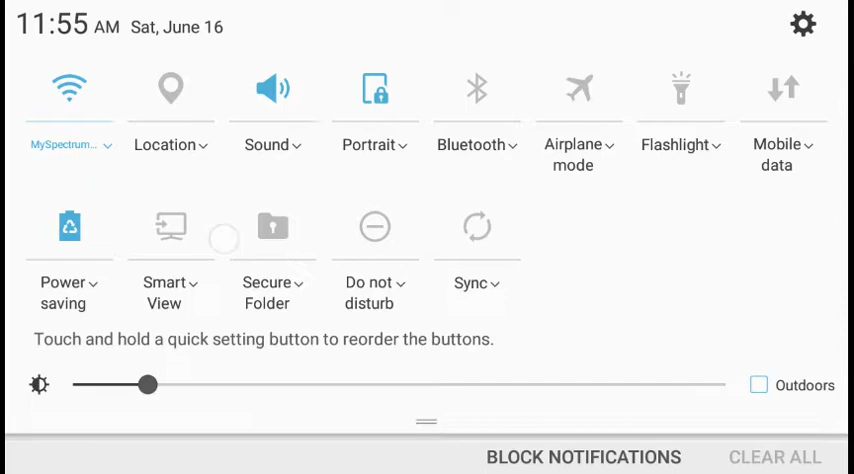 11:55 AM Sat, June 16
MySpectrum... Location Sound Portrait Bluetooth Airplane mode Flashlight Mobile data
Power saving Smart View Secure Folder Do not disturb Sync
Touch and hold a quick setting button to reorder the buttons.
Outdoors
BLOCK NOTIFICATIONS CLEAR ALL